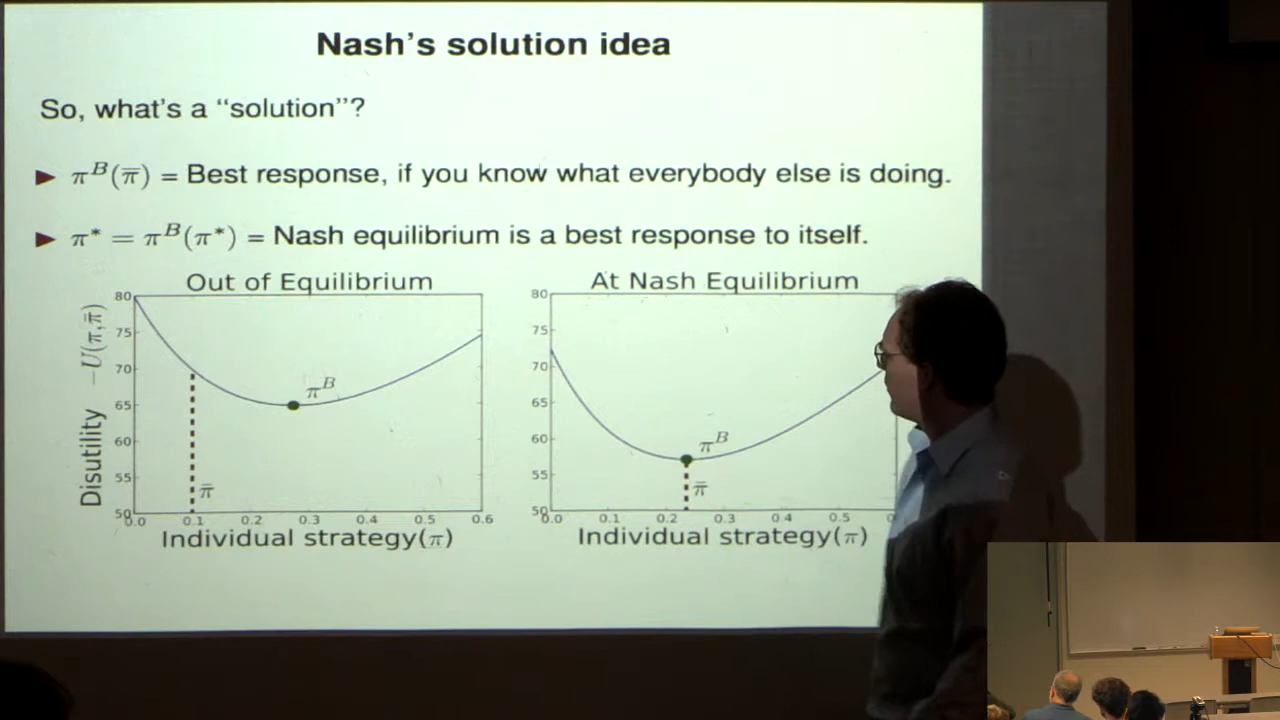 Nash's solution idea
So, what's a “solution”?
► π^B(π̄) = Best response, if you know what everybody else is doing.
► π* = π^B(π*) = Nash equilibrium is a best response to itself.
Out of Equilibrium
80
75
70
65
60
55
50
0.0 0.1 0.2 0.3 0.4 0.5 0.6
Disutility −U(π,π̄)
π^B
π̄
Individual strategy(π)
At Nash Equilibrium
80
75
70
65
60
55
50
0.0 0.1 0.2 0.3 0.4 0.5
π^B
π̄
Individual strategy(π)